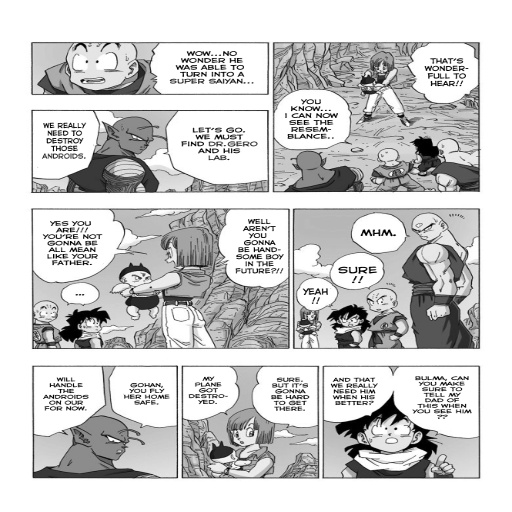 WOW...NO
WONDER HE
WAS ABLE TO
TURN INTO A
SUPER SAIYAN...
THAT'S
WONDER-
FULL TO
HEAR!!
YOU
KNOW...
I CAN NOW
SEE THE
RESEM-
BLANCE..
WE REALLY
NEED TO
DESTROY
THOSE
ANDROIDS.
LET'S GO.
WE MUST
FIND DR.GERO
AND HIS
LAB.
YES YOU
ARE!!!
YOU'RE NOT
GONNA BE
ALL MEAN
LIKE YOUR
FATHER.
...
WELL
AREN'T
YOU
GONNA
BE HAND-
SOME BOY
IN THE
FUTURE?!!
MHM.
SURE
!!
YEAH
!!
WILL
HANDLE
THE
ANDROIDS
ON OUR
FOR NOW.
GOHAN,
YOU FLY
HER HOME
SAFE.
MY
PLANE
GOT
DESTRO-
YED.
SURE.
BUT IT'S
GONNA
BE HARD
TO GET
THERE.
AND THAT
WE REALLY
NEED HIM
WHEN HIS
BETTER?
BULMA, CAN
YOU MAKE
SURE TO
TELL MY
DAD OF
THIS WHEN
YOU SEE HIM
??